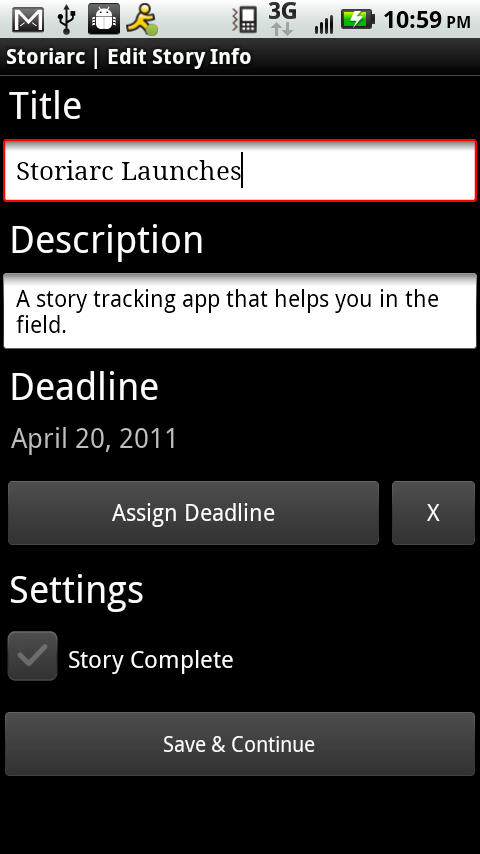 3G 10:59 PM
Storiarc | Edit Story Info
Title
Storiarc Launches
Description
A story tracking app that helps you in the
field.
Deadline
April 20, 2011
Assign Deadline X
Settings
Story Complete
Save & Continue